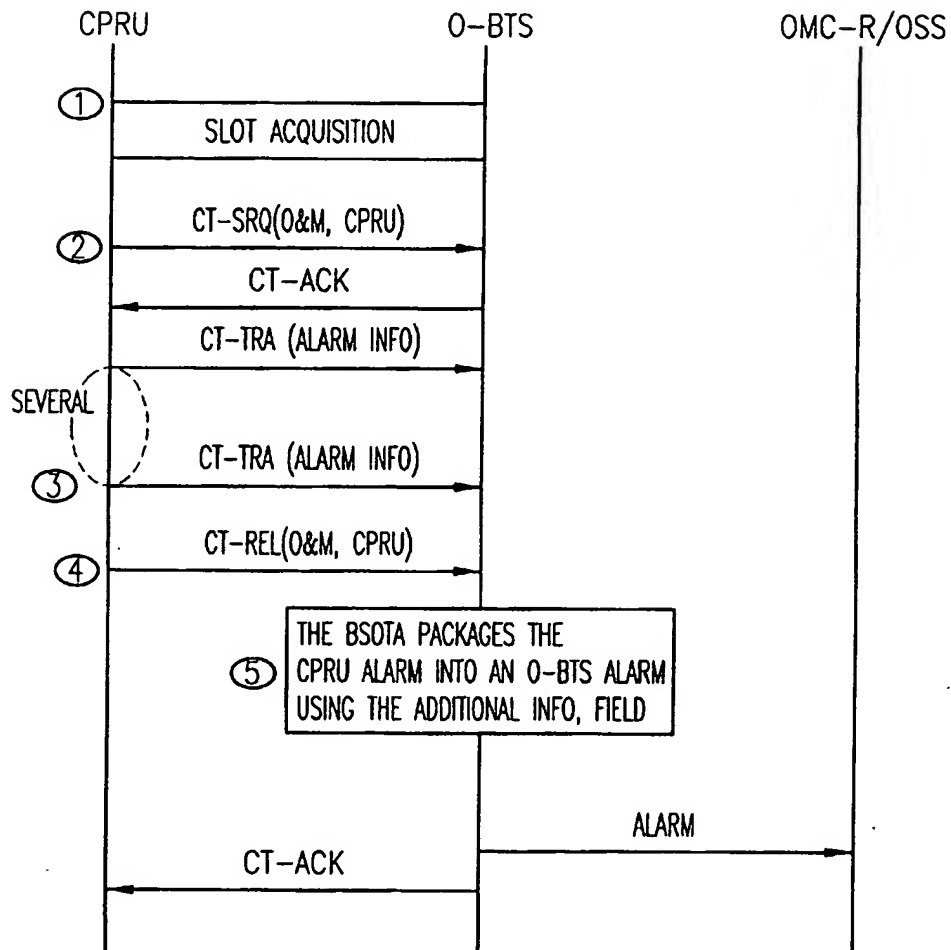 CPRU O-BTS OMC-R/OSS
1
SLOT ACQUISITION
CT-SRQ(O&M, CPRU)
2
CT-ACK
CT-TRA (ALARM INFO)
SEVERAL
CT-TRA (ALARM INFO)
3
CT-REL(O&M, CPRU)
4
THE BSOTA PACKAGES THE
5 CPRU ALARM INTO AN O-BTS ALARM
USING THE ADDITIONAL INFO, FIELD
ALARM
CT-ACK